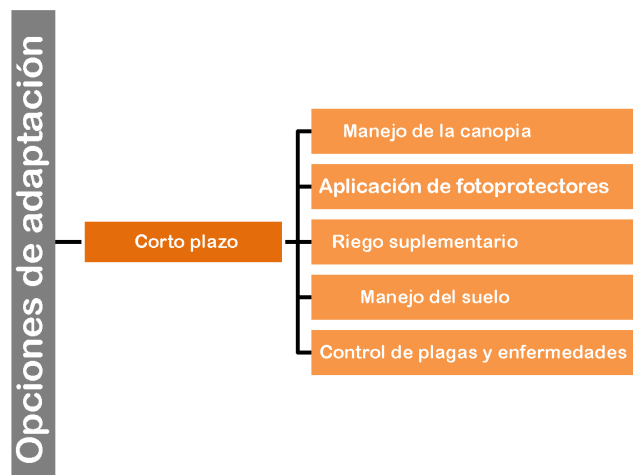 Opciones de adaptación
Corto plazo
Manejo de la canopia
Aplicación de fotoprotectores
Riego suplementario
Manejo del suelo
Control de plagas y enfermedades